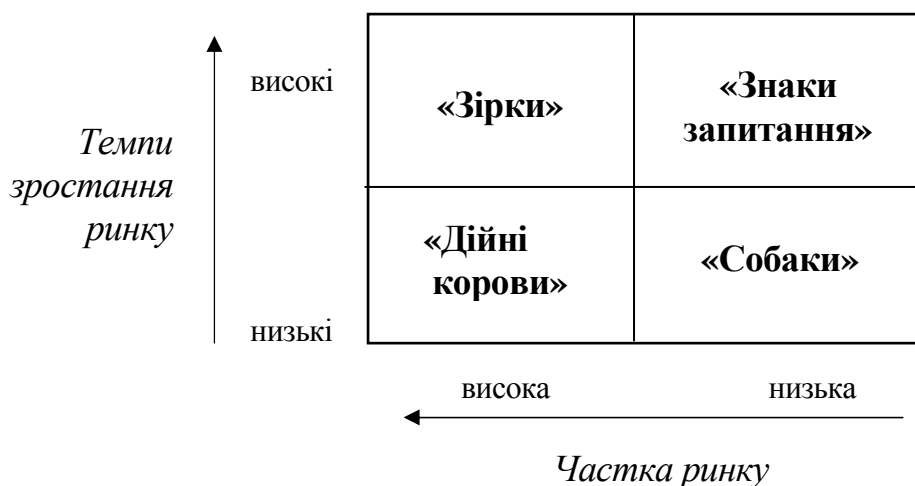 високі
«Зірки»
«Знаки
запитання»
Темпи
зростання
ринку
«Дійні
корови»
«Собаки»
низькі
висока
низька
Частка ринку